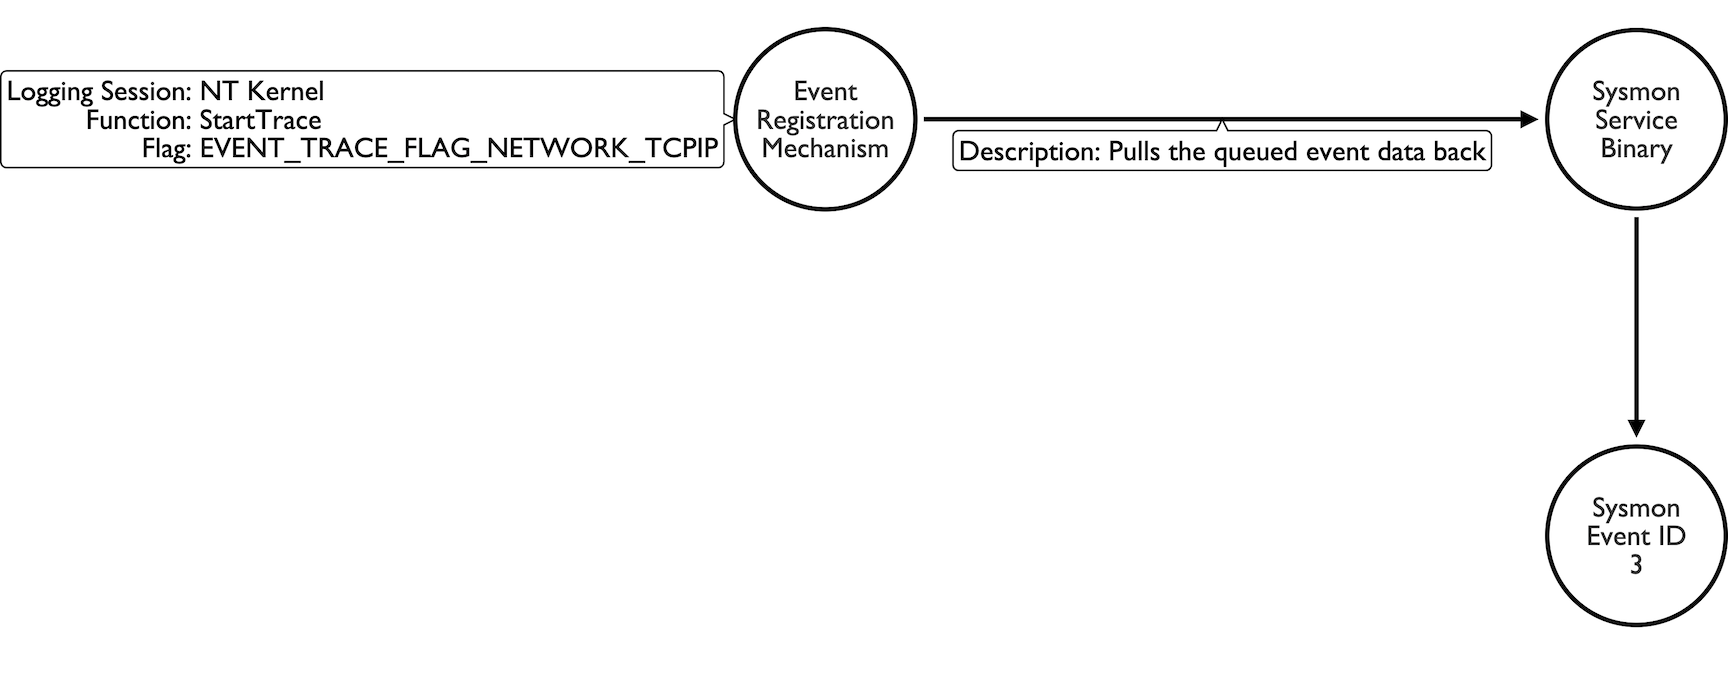 Logging Session: NT Kernel
Function: StartTrace
Flag: EVENT_TRACE_FLAG_NETWORK_TCPIP
Event
Registration
Mechanism
Description: Pulls the queued event data back
Sysmon
Service
Binary
Sysmon
Event ID
3